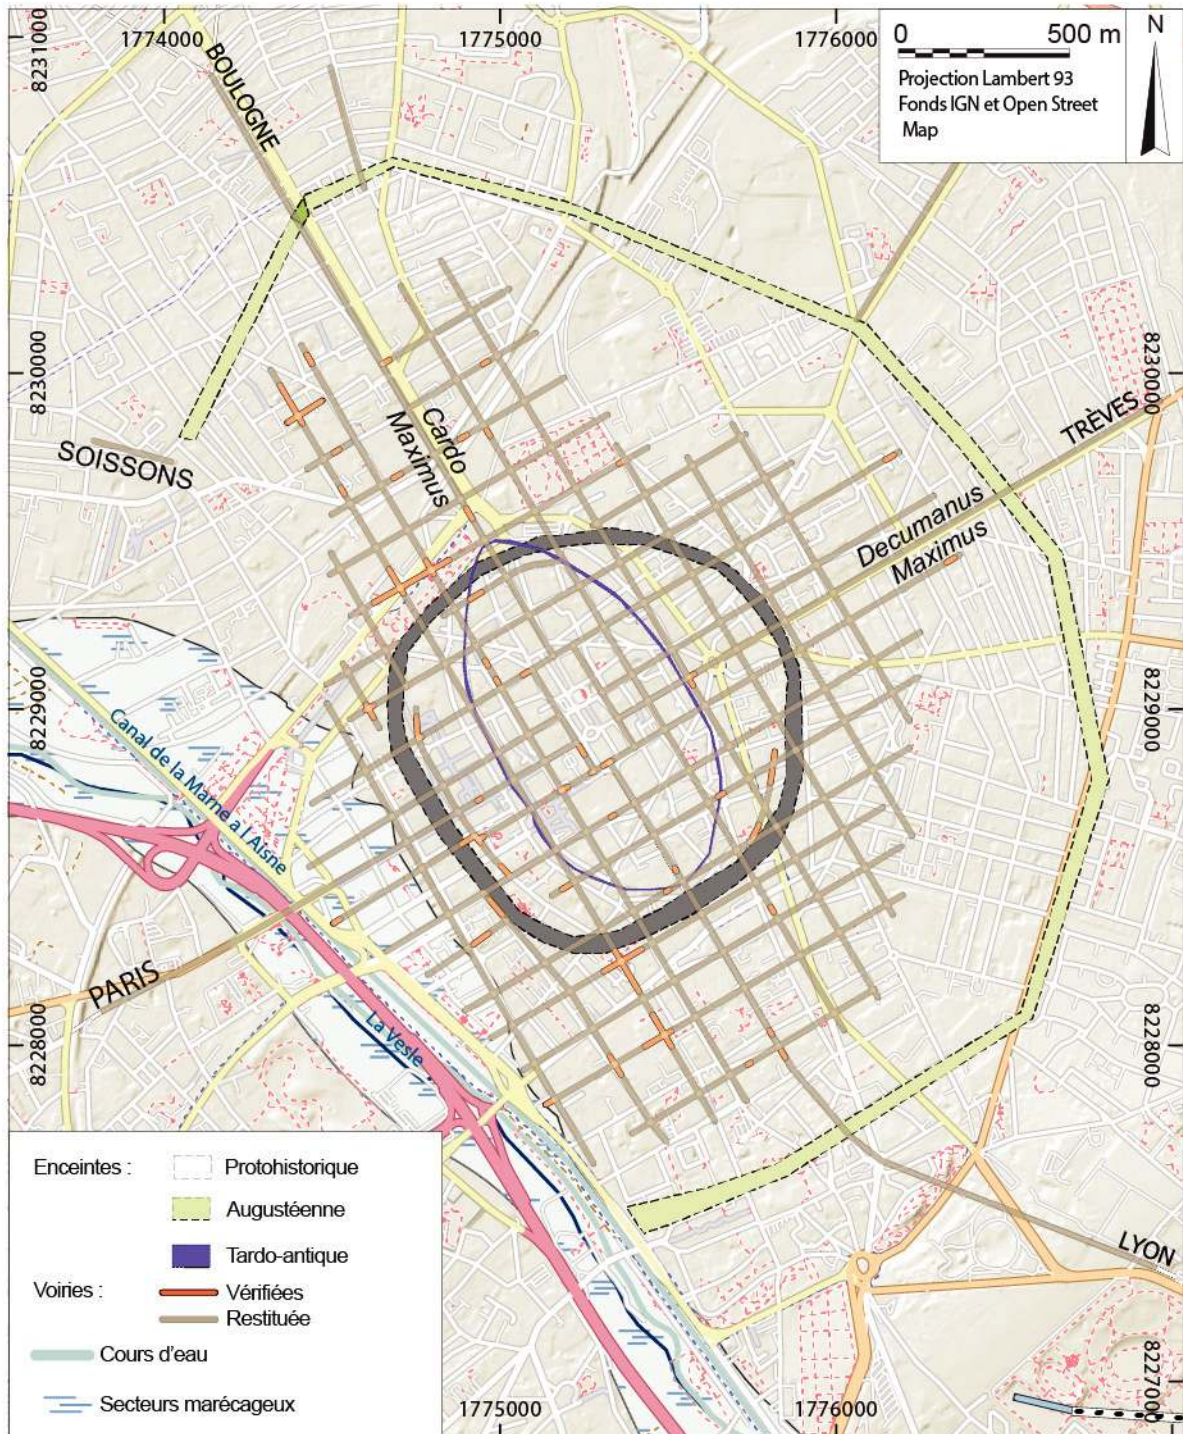 1774000
1775000
1776000
0
500 m
Projection Lambert 93
Fonds IGN et Open Street
Map
N
8231000
8230000
8229000
8228000
8230000
8229000
8228000
8227000
BOULOGNE
SOISSONS
Cardo
Maximus
TRÈVES
Decumanus
Maximus
Canal de la Marne a l'Aisne
PARIS
La Vesle
LYON
Enceintes :
Protohistorique
Augustéenne
Tardo-antique
Voiries :
Vérifiées
Restituée
Cours d'eau
Secteurs marécageux
1775000
1776000